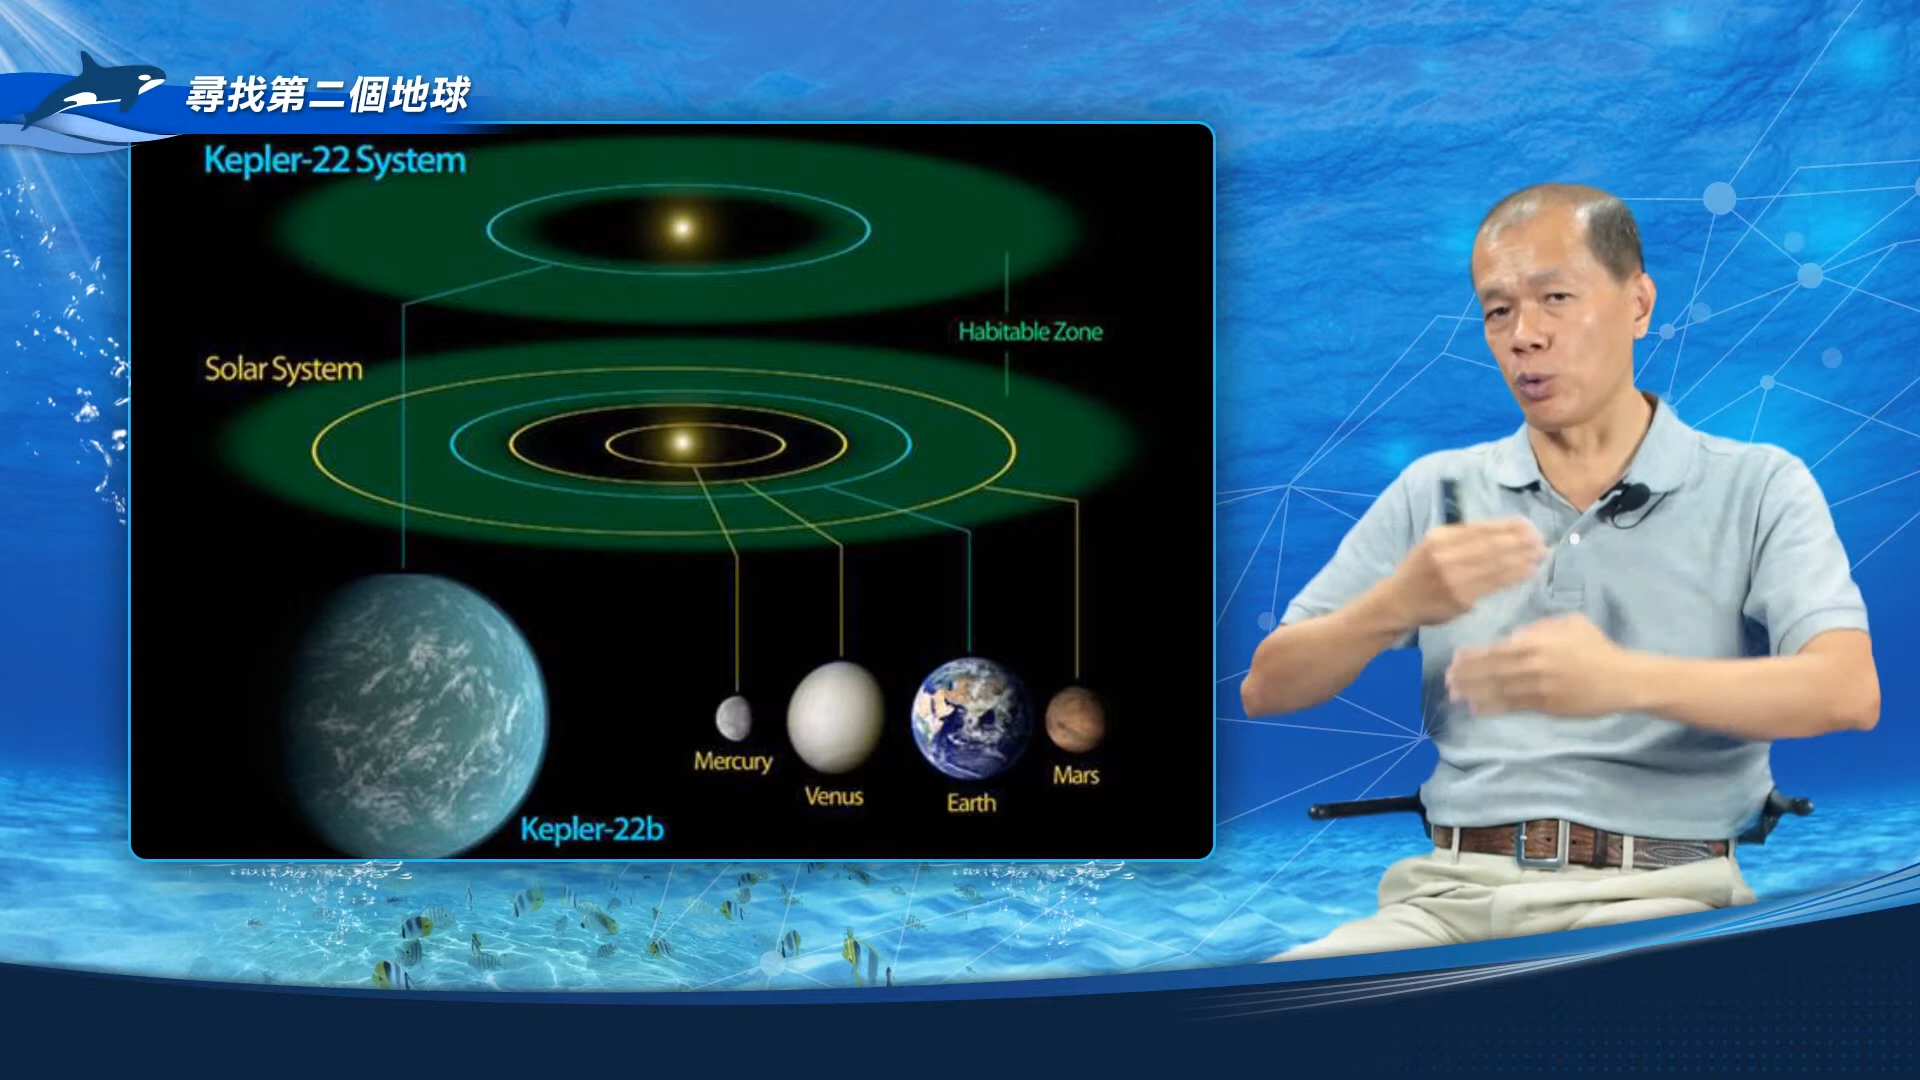 尋找第二個地球
Kepler-22 System
Habitable Zone
Solar System
Mercury
Venus
Earth
Mars
Kepler-22b